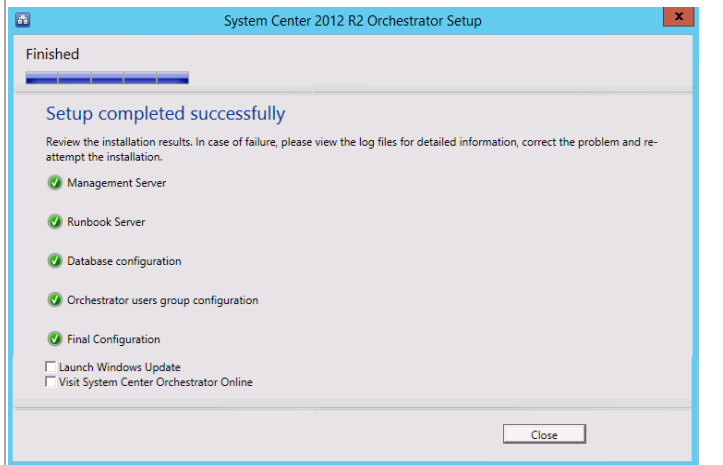 System Center 2012 R2 Orchestrator Setup
x
Finished
Setup completed successfully
Review the installation results. In case of failure, please view the log files for detailed information, correct the problem and re-
attempt the installation.
Management Server
Runbook Server
Database configuration
Orchestrator users group configuration
Final Configuration
Launch Windows Update
Visit System Center Orchestrator Online
Close